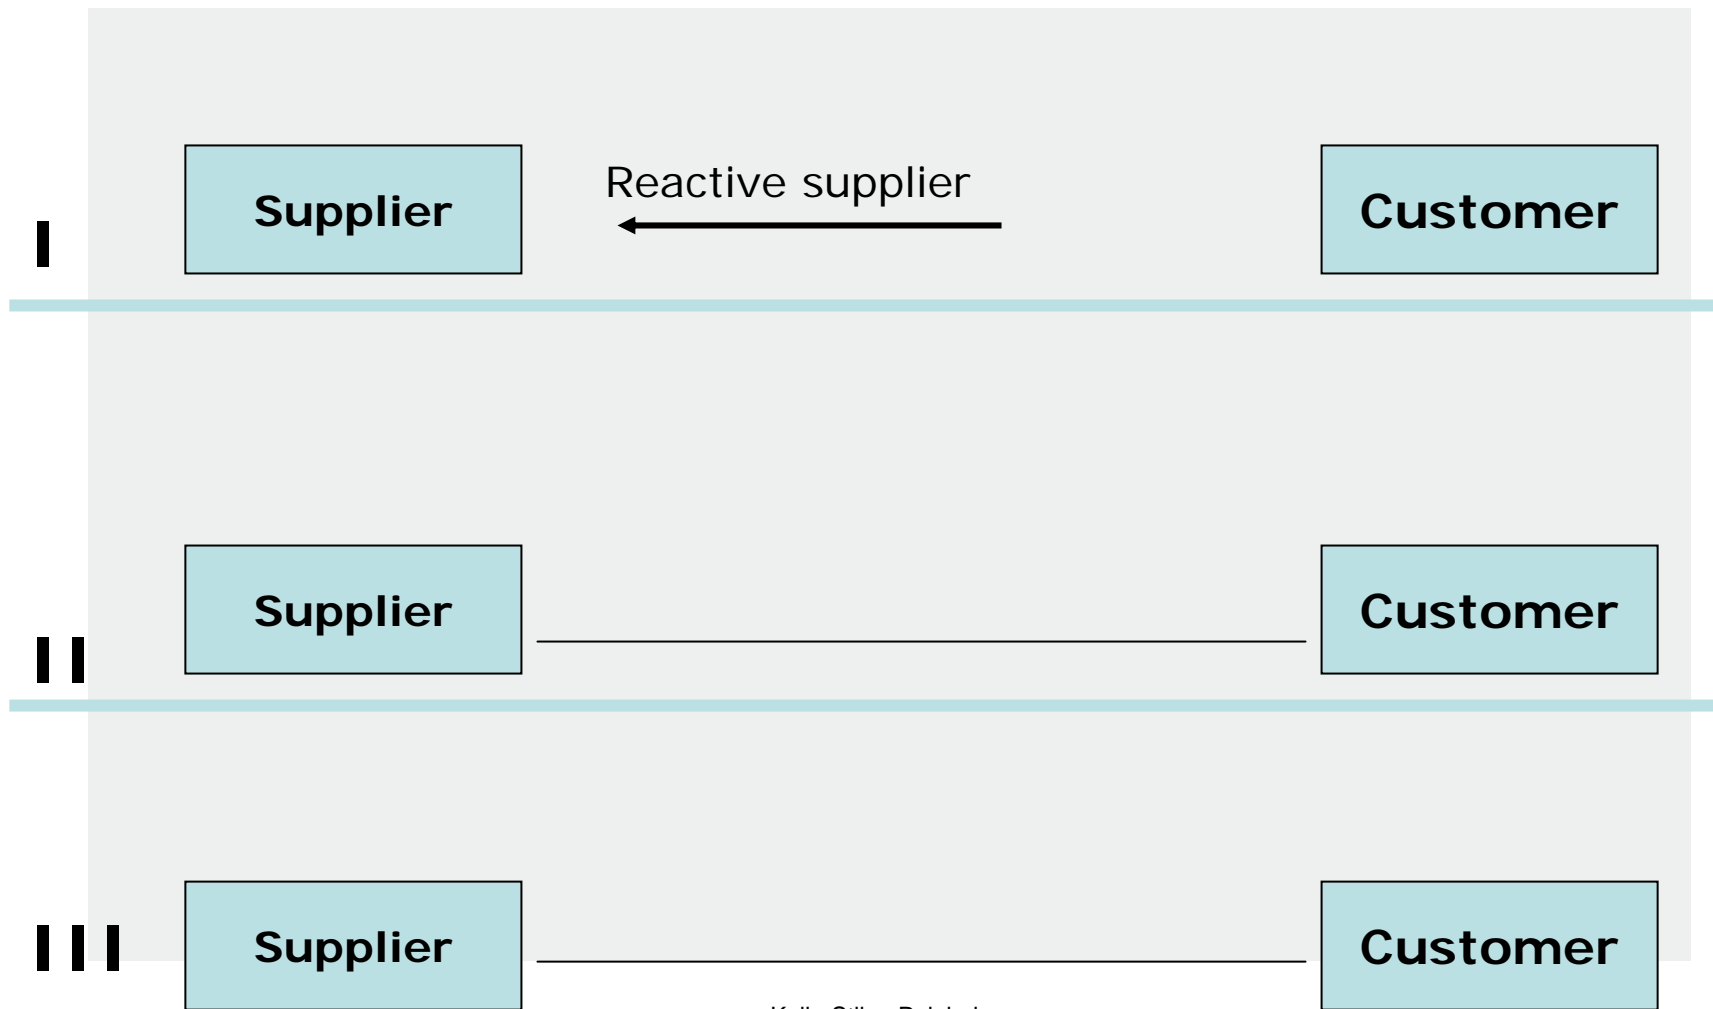 Supplier Reactive supplier Customer
I
Supplier Customer
II
Supplier Customer
III